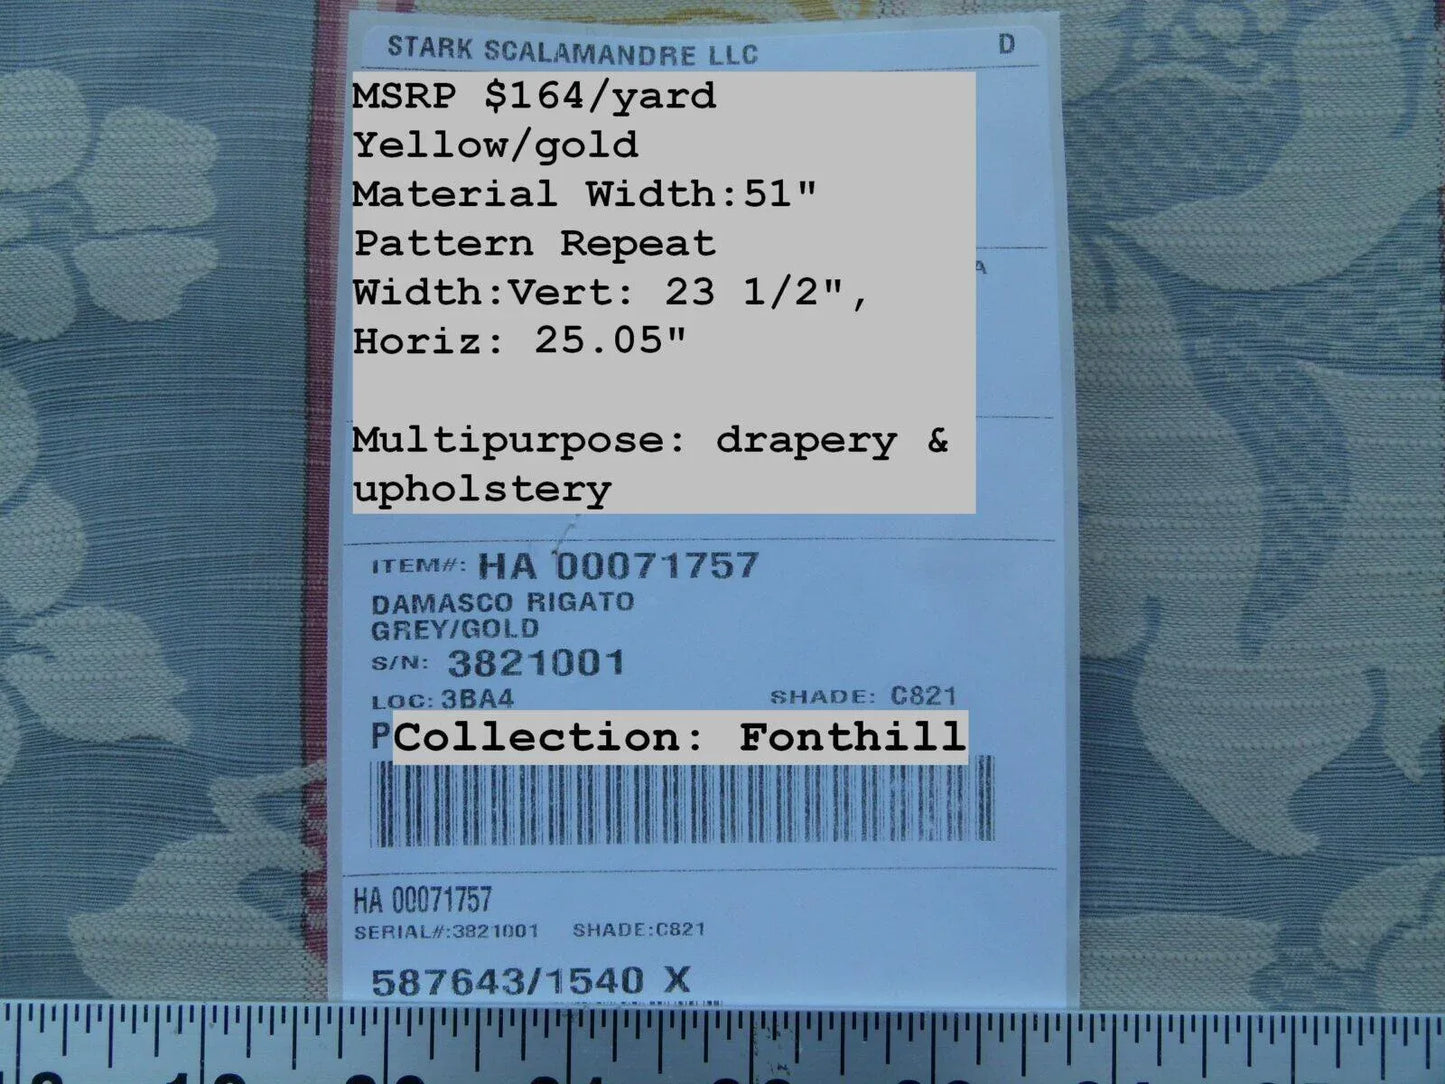 STARK SCALAMANDRE LLC D
MSRP $164/yard
Yellow/gold
Material Width:51"
Pattern Repeat
Width:Vert: 23 1/2",
Horiz: 25.05"
Multipurpose: drapery &
upholstery
ITEM#: HA 00071757
DAMASCO RIGATO
GREY/GOLD
S/N: 3821001
LOC: 3BA4 SHADE: C821
Collection: Fonthill
HA 00071757
SERIAL#:3821001 SHADE:C821
587643/1540 X